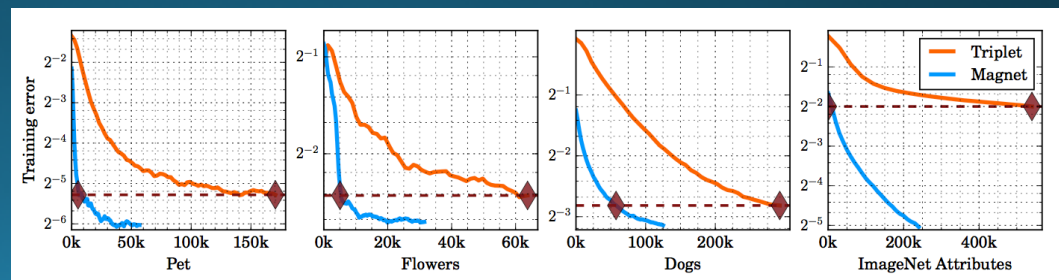 Training error
2⁻²
2⁻³
2⁻⁴
2⁻⁵
2⁻⁶
0k 50k 100k 150k
Pet
2⁻¹
2⁻²
0k 20k 40k 60k
Flowers
2⁻¹
2⁻²
2⁻³
0k 100k 200k
Dogs
2⁻¹
2⁻²
2⁻³
2⁻⁴
2⁻⁵
0k 200k 400k
ImageNet Attributes
Triplet
Magnet